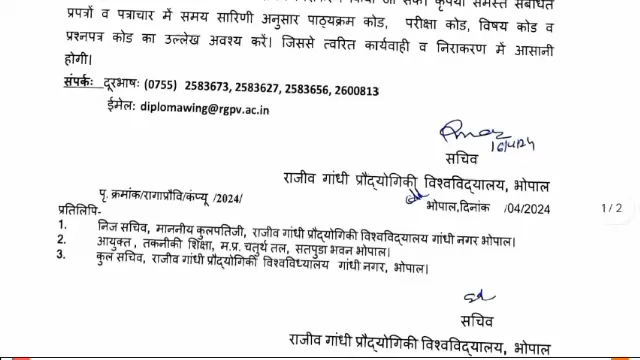 प्रपत्रों व पत्राचार में समय सारिणी अनुसार पाठ्यक्रम कोड, परीक्षा कोड, विषय कोड व
प्रश्नपत्र कोड का उल्लेख अवश्य करें। जिससे त्वरित कार्यवाही व निराकरण में आसानी
होगी।
संपर्कः दूरभाषः (0755) 2583673, 2583627, 2583656, 2600813
ईमेल: diplomawing@rgpv.ac.in
16/4/24
सचिव
राजीव गांधी प्रौद्योगिकी विश्वविद्यालय, भोपाल
पृ.क्रमांक/रागाप्रौवि/कंप्यू /2024/
भोपाल,दिनांक /04/2024
1/2
प्रतिलिपि-
1. निज सचिव, माननीय कुलपतिजी, राजीव गांधी प्रौद्योगिकी विश्वविद्यालय गांधी नगर भोपाल।
2. आयुक्त , तकनीकी शिक्षा, म.प्र. चतुर्थ तल, सतपुडा भवन भोपाल।
3. कुल सचिव, राजीव गांधी प्रौद्योगिकी विश्वविध्यालय गांधी नगर, भोपाल।
सचिव
राजीव गांधी प्रौद्योगिकी विश्वविद्यालय, भोपाल